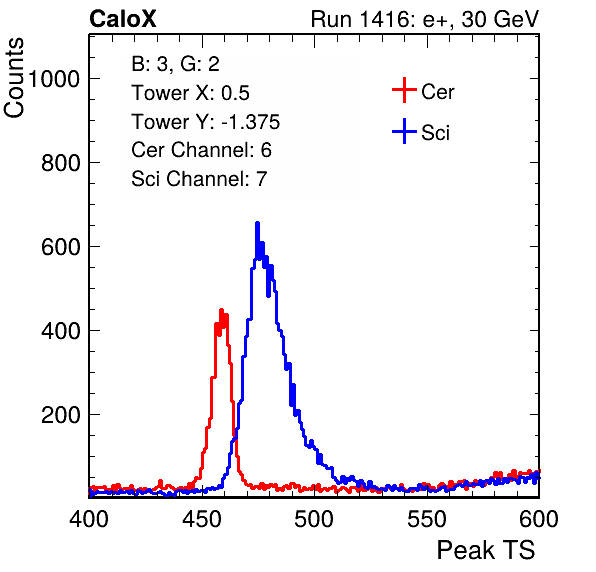 CaloX Run 1416: e+, 30 GeV
Counts
B: 3, G: 2
Tower X: 0.5
Tower Y: -1.375
Cer Channel: 6
Sci Channel: 7
Cer
Sci
1000
800
600
400
200
400 450 500 550 600
Peak TS